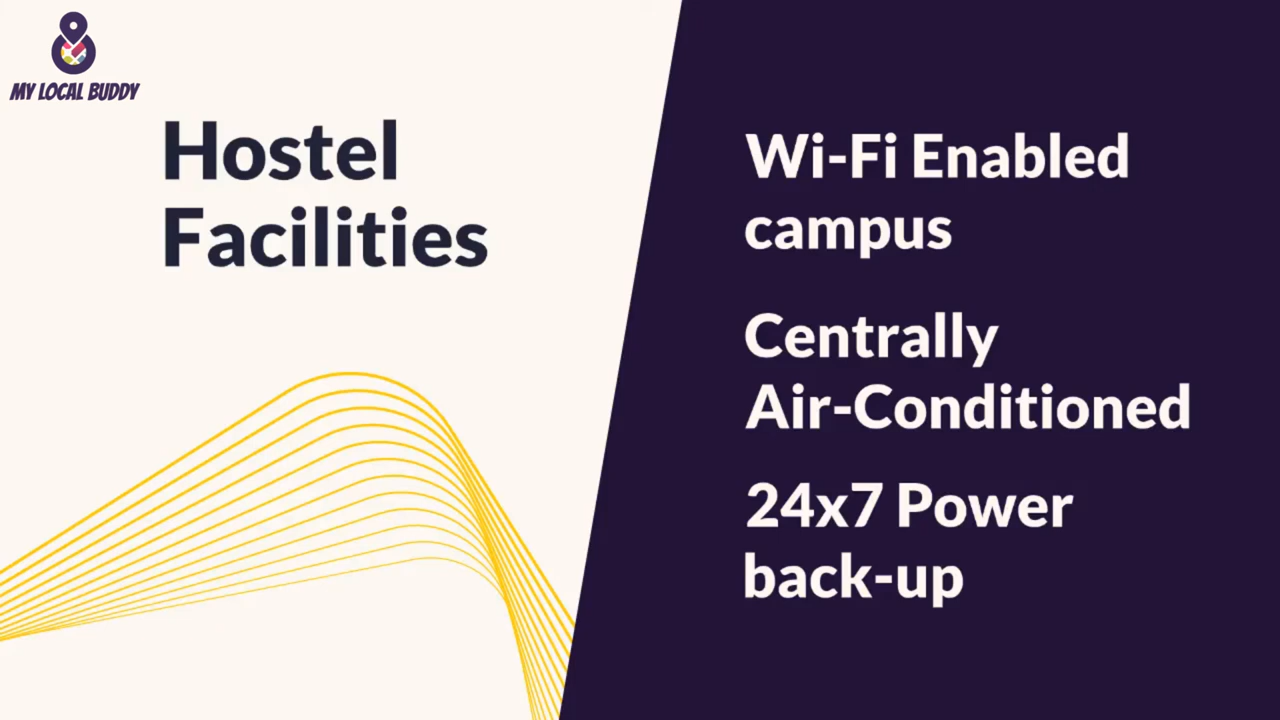 MY LOCAL BUDDY
Hostel
Facilities
Wi-Fi Enabled
campus
Centrally
Air-Conditioned
24x7 Power
back-up